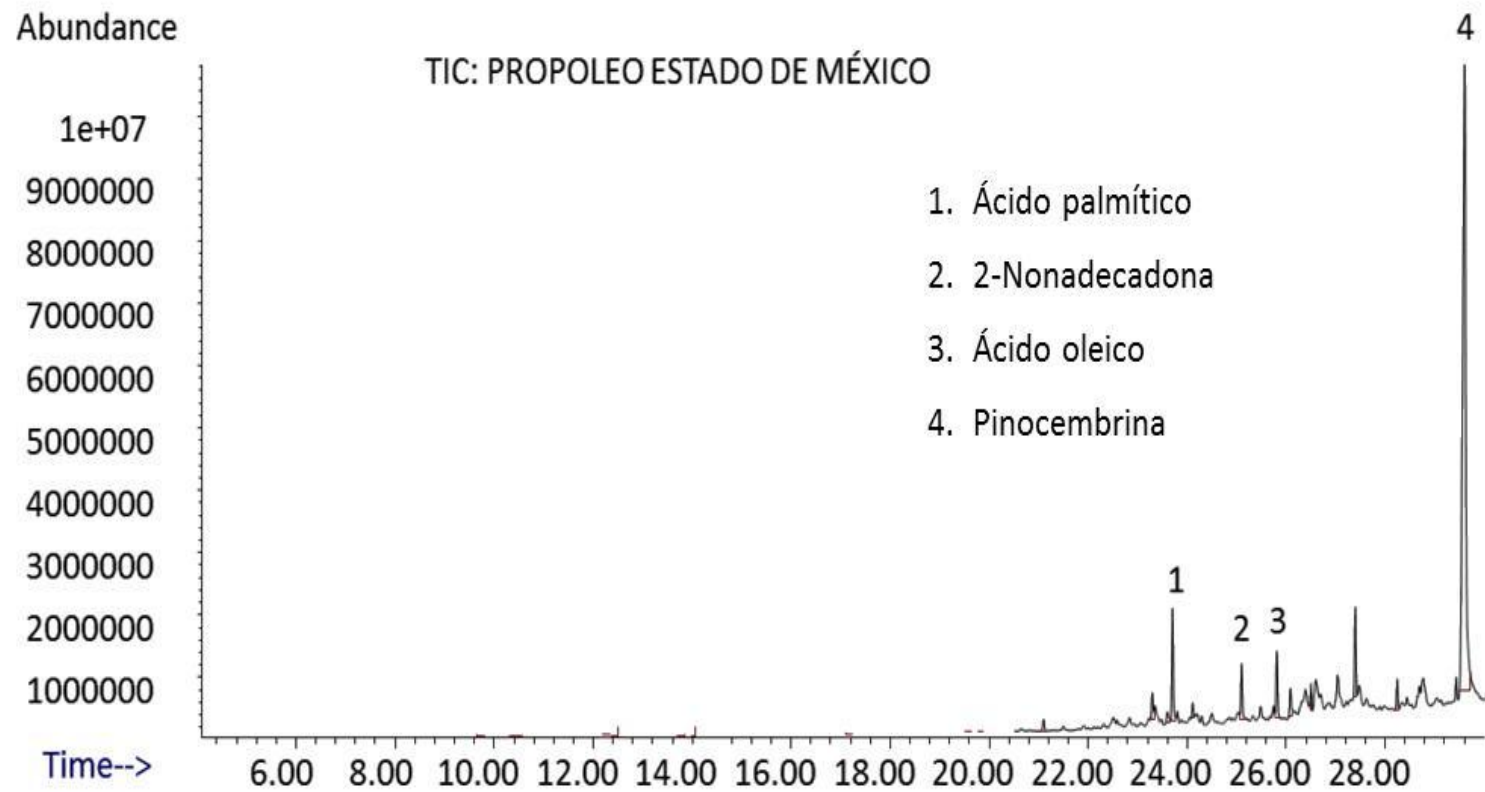 Abundance
4
TIC: PROPOLEO ESTADO DE MÉXICO
1e+07
9000000
8000000
7000000
6000000
5000000
4000000
3000000
2000000
1000000
1. Ácido palmítico
2. 2-Nonadecadona
3. Ácido oleico
4. Pinocembrina
1
2
3
Time-->
6.00 8.00 10.00 12.00 14.00 16.00 18.00 20.00 22.00 24.00 26.00 28.00